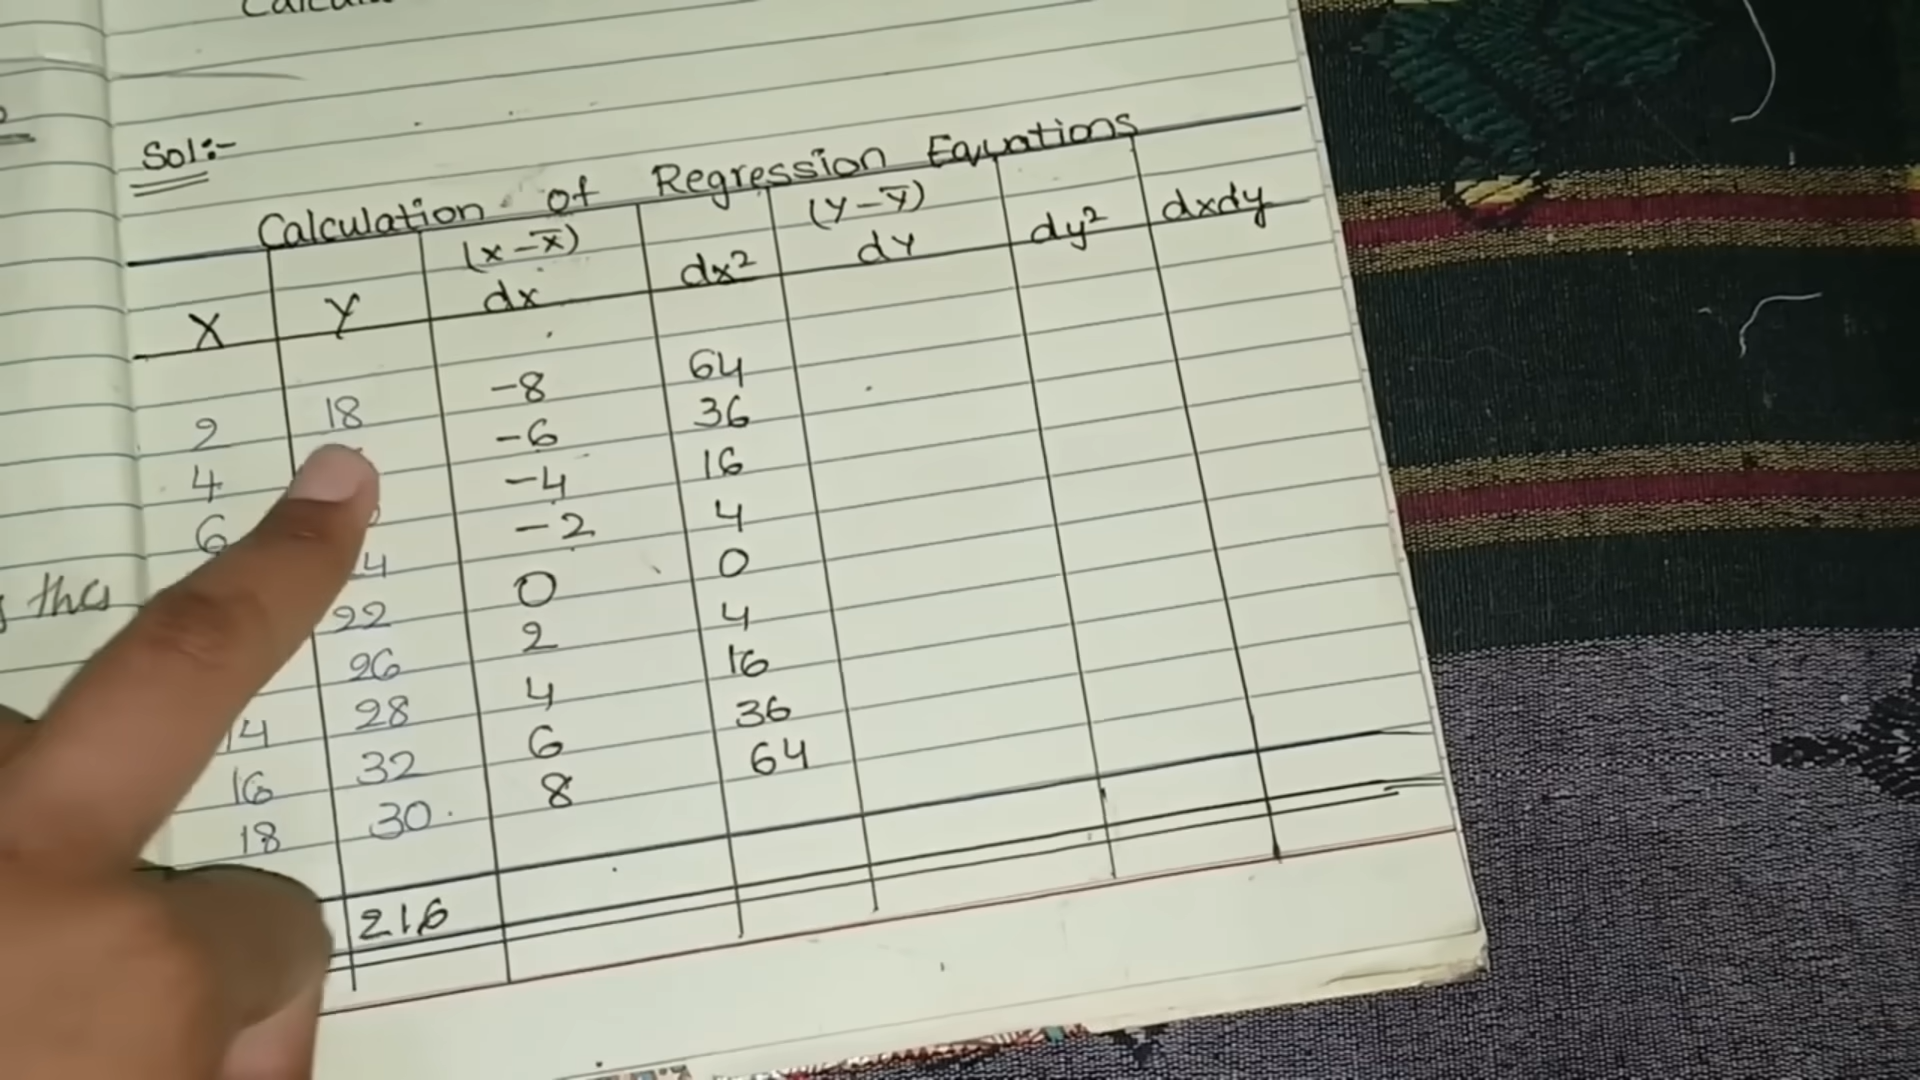 Sol:-
Calculation of Regression Equations
X Y (x-x̅) dx dx² (Y-Y̅) dY dy² dxdy
2 18 -8 64
4 -6 36
6 -4 16
4 -2 4
22 0 0
26 2 4
14 28 4 16
16 32 6 36
18 30 8 64
216
thes